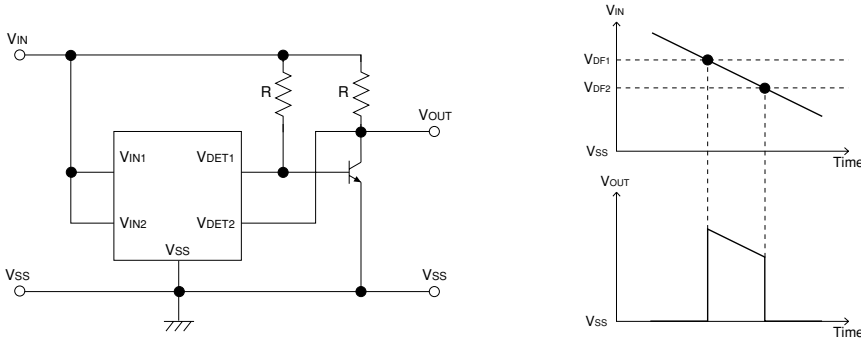 VIN
R
R
VOUT
VIN1
VDET1
VIN2
VDET2
VSS
VSS
VSS
VIN
VDF1
VDF2
VSS
Time
VOUT
VSS
Time